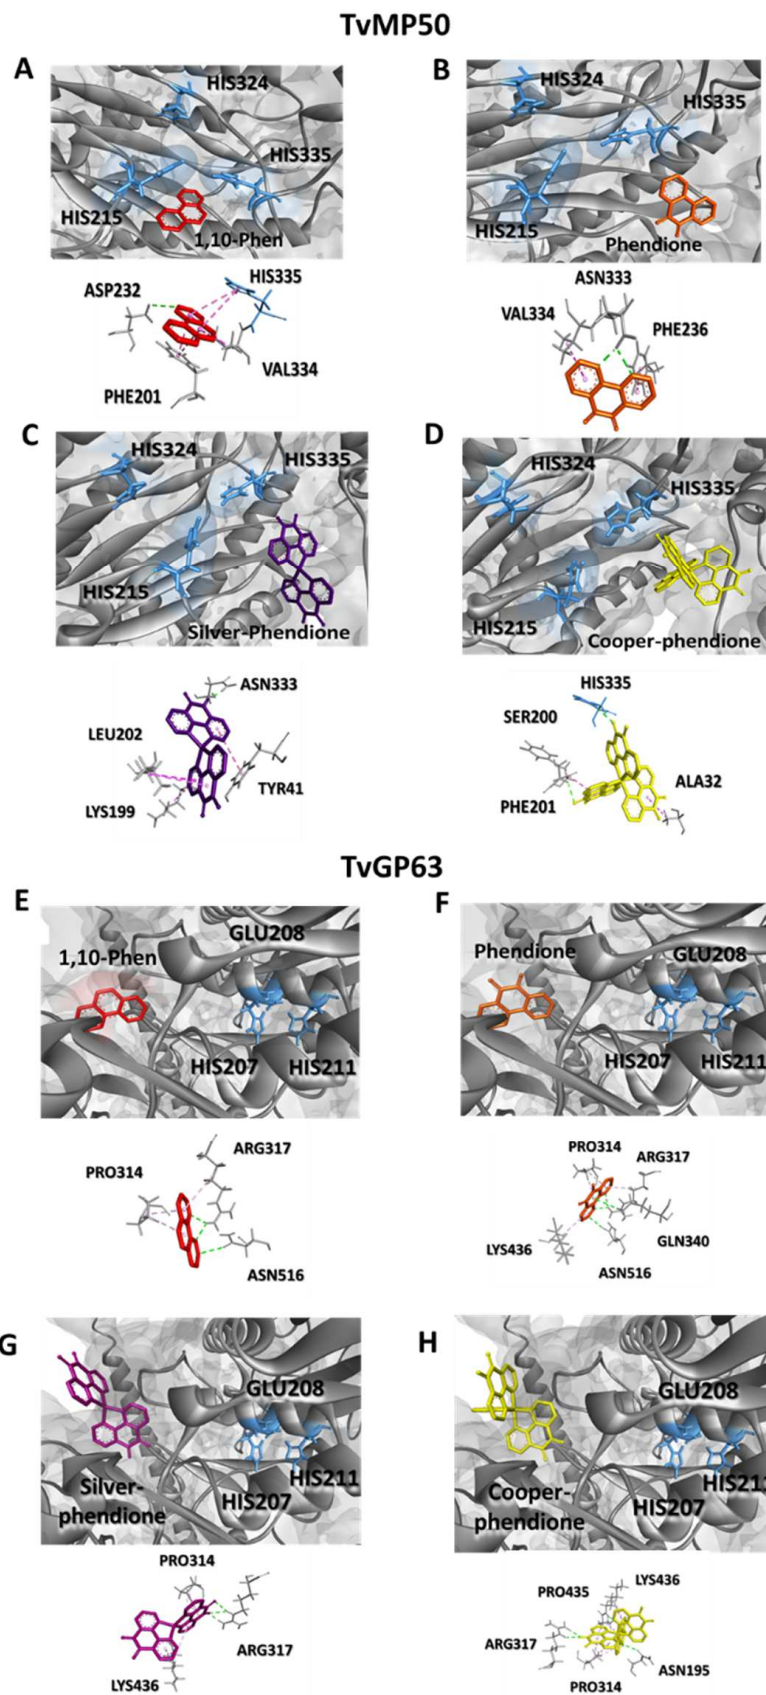 TvMP50
A
HIS324
HIS335
HIS215
1,10-Phen
ASP232
HIS335
VAL334
PHE201
B
HIS324
HIS335
HIS215
Phendione
ASN333
VAL334
PHE236
C
HIS324
HIS335
HIS215
Silver-Phendione
ASN333
LEU202
LYS199
TYR41
D
HIS324
HIS335
HIS215
Cooper-phendione
HIS335
SER200
ALA32
PHE201
TvGP63
E
GLU208
1,10-Phen
HIS207
HIS211
ARG317
PRO314
ASN516
F
Phendione
GLU208
HIS207
HIS211
PRO314
ARG317
LYS436
GLN340
ASN516
G
GLU208
HIS211
Silver-
phendione
HIS207
PRO314
ARG317
LYS436
H
GLU208
HIS211
Cooper-
phendione
HIS207
LYS436
PRO435
ARG317
ASN195
PRO314